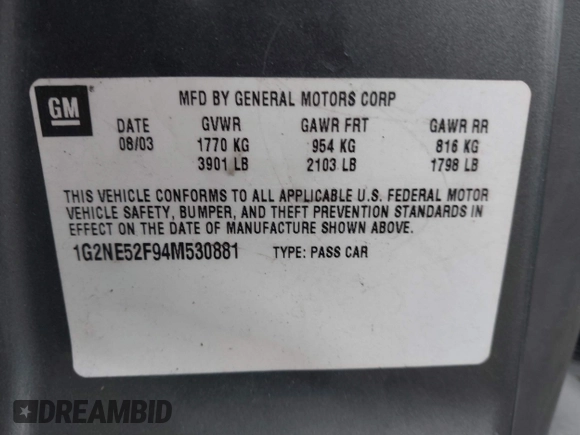 GM
MFD BY GENERAL MOTORS CORP
DATE GVWR GAWR FRT GAWR RR
08/03 1770 KG 954 KG 816 KG
3901 LB 2103 LB 1798 LB
THIS VEHICLE CONFORMS TO ALL APPLICABLE U.S. FEDERAL MOTOR
VEHICLE SAFETY, BUMPER, AND THEFT PREVENTION STANDARDS IN
EFFECT ON THE DATE OF MANUFACTURE SHOWN ABOVE.
1G2NE52F94M530881 TYPE: PASS CAR
DREAMBID